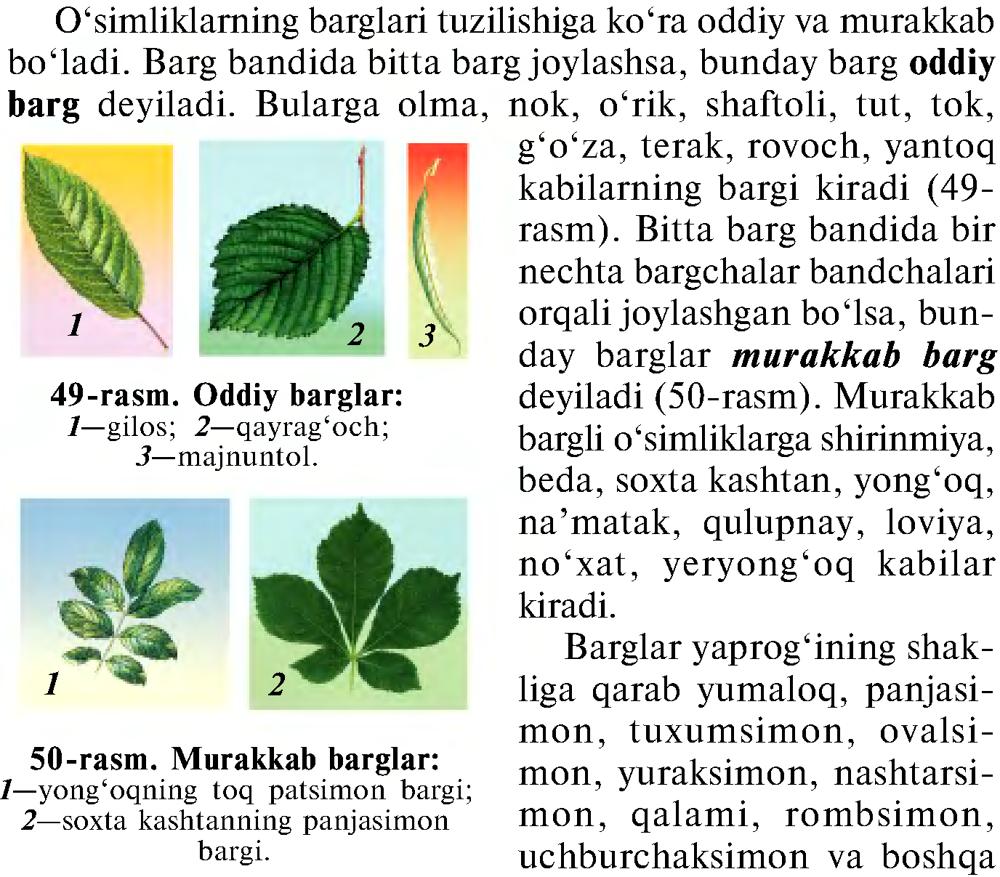 O‘simliklarning barglari tuzilishiga ko‘ra oddiy va murakkab
bo‘ladi. Barg bandida bitta barg joylashsa, bunday barg oddiy
barg deyiladi. Bularga olma, nok, o‘rik, shaftoli, tut, tok,
g‘o‘za, terak, rovoch, yantoq
kabilarning bargi kiradi (49-
rasm). Bitta barg bandida bir
nechta bargchalar bandchalari
orqali joylashgan bo‘lsa, bun-
day barglar murakkab barg
deyiladi (50-rasm). Murakkab
bargli o‘simliklarga shirinmiya,
beda, soxta kashtan, yong‘oq,
na’matak, qulupnay, loviya,
no‘xat, yeryong‘oq kabilar
kiradi.
Barglar yaprog‘ining shak-
liga qarab yumaloq, panjasi-
mon, tuxumsimon, ovalsi-
mon, yuraksimon, nashtarsi-
mon, qalami, rombsimon,
uchburchaksimon va boshqa
1
2
3
49-rasm. Oddiy barglar:
1—gilos; 2—qayrag‘och;
3—majnuntol.
1
2
50-rasm. Murakkab barglar:
1—yong‘oqning toq patsimon bargi;
2—soxta kashtanning panjasimon
bargi.